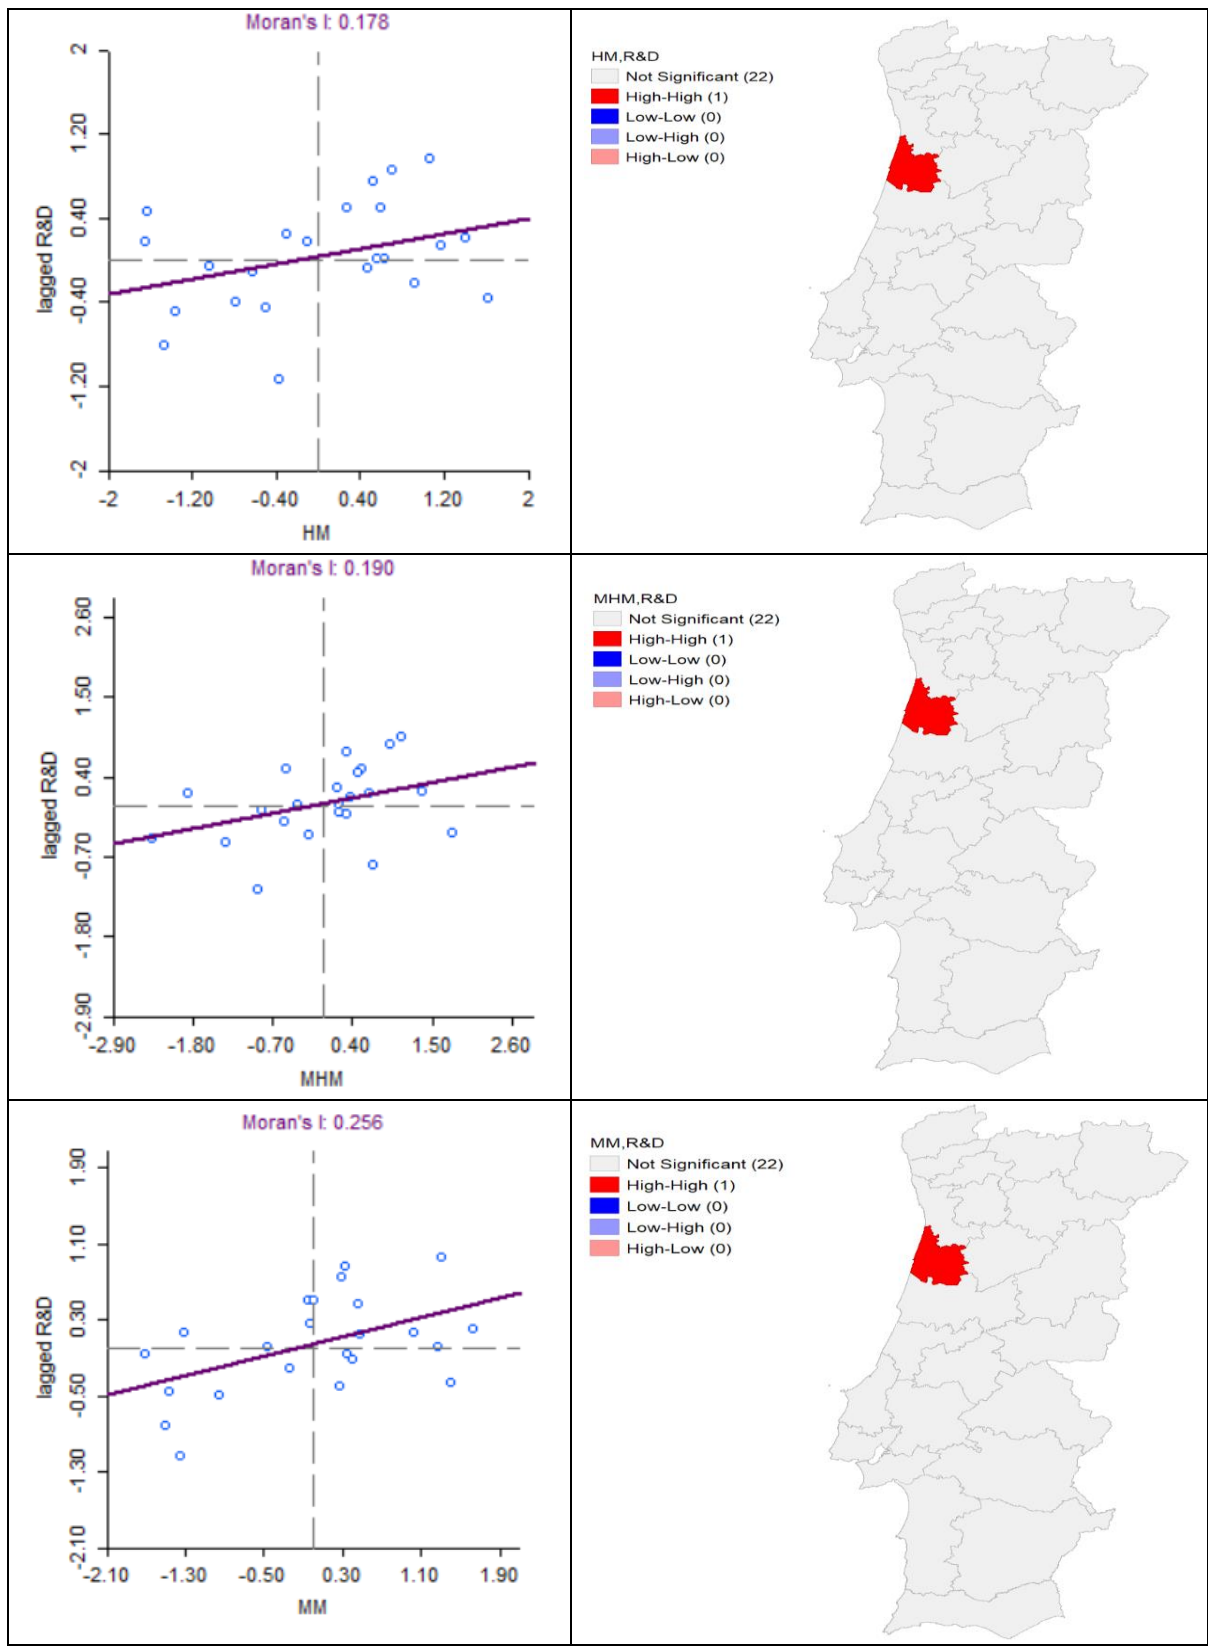 Moran's I: 0.178
2
1.20
0.40
-0.40
-1.20
-2
lagged R&D
-2 -1.20 -0.40 0.40 1.20 2
HM
HM,R&D
Not Significant (22)
High-High (1)
Low-Low (0)
Low-High (0)
High-Low (0)
Moran's I: 0.190
2.60
1.50
0.40
-0.70
-1.80
-2.90
lagged R&D
-2.90 -1.80 -0.70 0.40 1.50 2.60
MHM
MHM,R&D
Not Significant (22)
High-High (1)
Low-Low (0)
Low-High (0)
High-Low (0)
Moran's I: 0.256
1.90
1.10
0.30
-0.50
-1.30
-2.10
lagged R&D
-2.10 -1.30 -0.50 0.30 1.10 1.90
MM
MM,R&D
Not Significant (22)
High-High (1)
Low-Low (0)
Low-High (0)
High-Low (0)